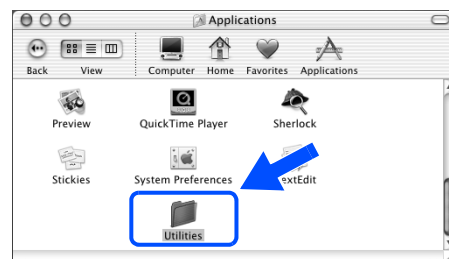 Applications
Back View Computer Home Favorites Applications
Preview QuickTime Player Sherlock
Stickies System Preferences extEdit
Utilities